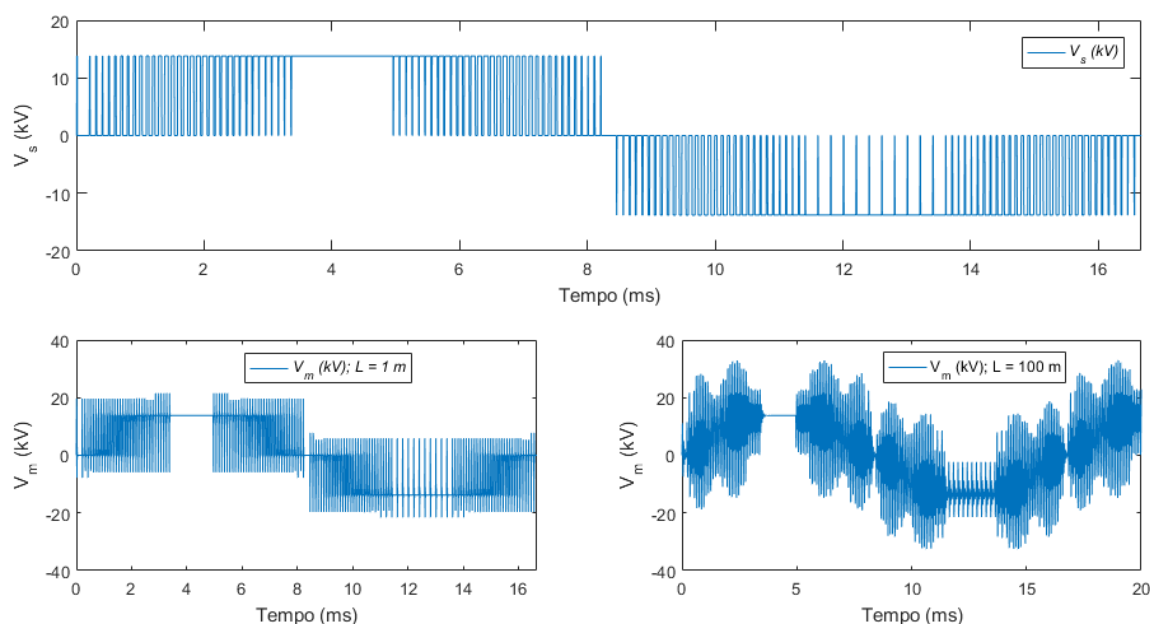 20
10
0
-10
-20
V_s (kV)
V_s (kV)
0 2 4 6 8 10 12 14 16
Tempo (ms)
40
20
0
-20
-40
V_m (kV)
V_m (kV); L = 1 m
0 2 4 6 8 10 12 14 16
Tempo (ms)
40
20
0
-20
-40
V_m (kV)
V_m (kV); L = 100 m
0 5 10 15 20
Tempo (ms)